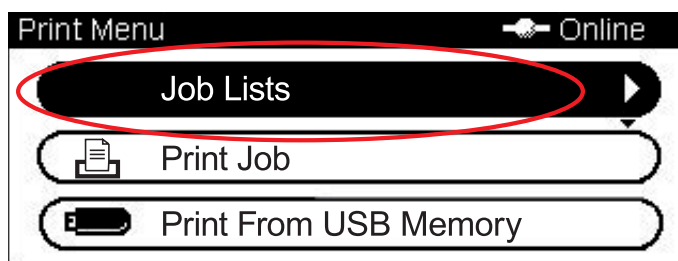 Print Menu Online
Job Lists
Print Job
Print From USB Memory